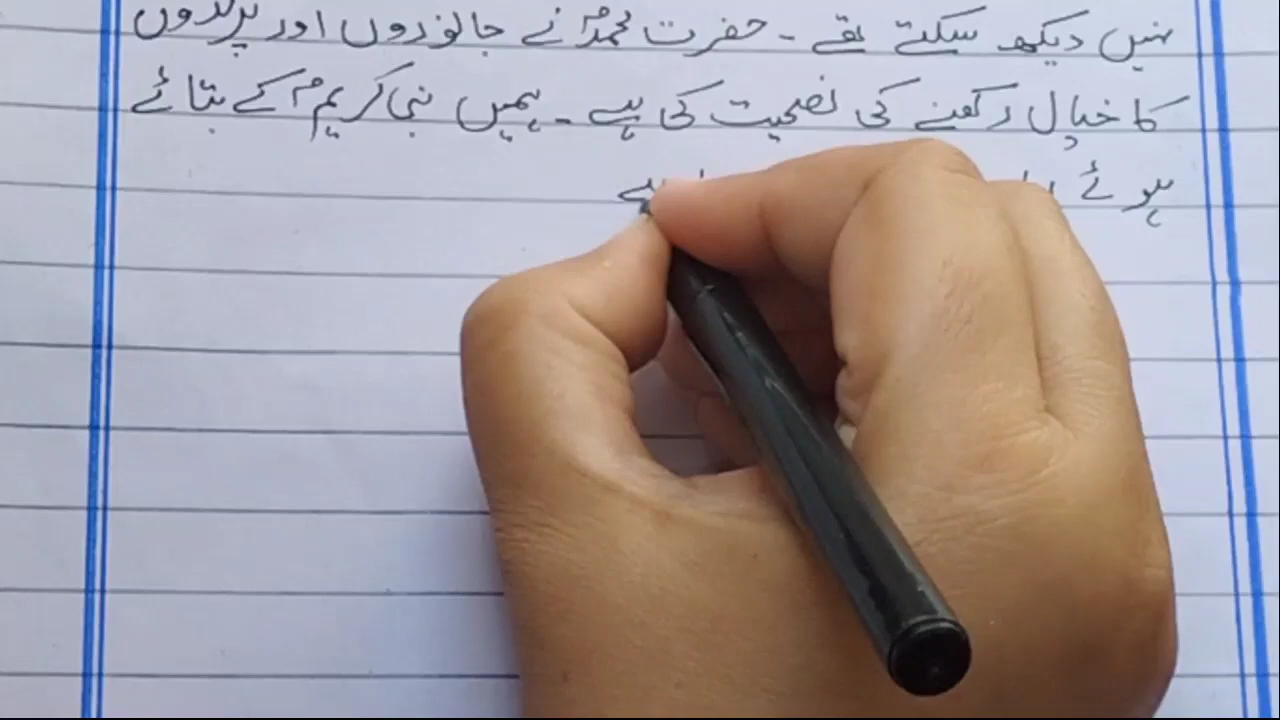 نہیں دیکھ سکتے تھے ۔ حضرت محمدؐ نے جانوروں اور پرندوں
کا خیال رکھنے کی نصیحت کی ہے ۔ ہمیں نبی کریمؐ کے بتائے
ہوئے